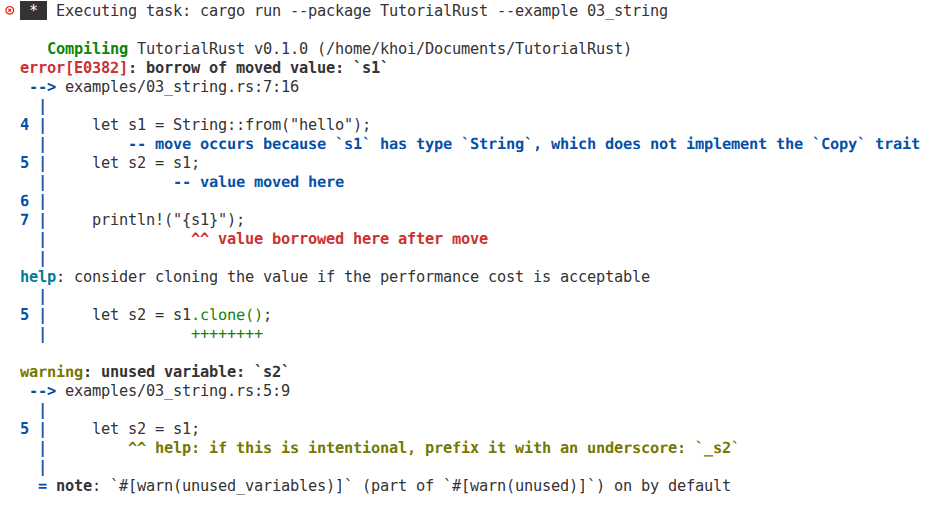 * Executing task: cargo run --package TutorialRust --example 03_string
Compiling TutorialRust v0.1.0 (/home/khoi/Documents/TutorialRust)
error[E0382]: borrow of moved value: `s1`
--> examples/03_string.rs:7:16
|
4 | let s1 = String::from("hello");
| -- move occurs because `s1` has type `String`, which does not implement the `Copy` trait
5 | let s2 = s1;
| -- value moved here
6 |
7 | println!("{s1}");
| ^^ value borrowed here after move
|
help: consider cloning the value if the performance cost is acceptable
|
5 | let s2 = s1.clone();
| ++++++++
warning: unused variable: `s2`
--> examples/03_string.rs:5:9
|
5 | let s2 = s1;
| ^^ help: if this is intentional, prefix it with an underscore: `_s2`
|
= note: `#[warn(unused_variables)]` (part of `#[warn(unused)]`) on by default